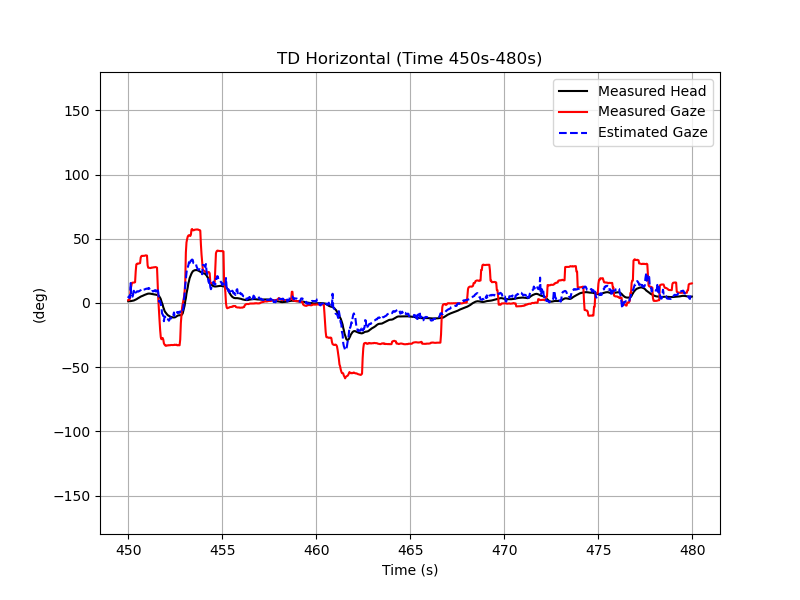 TD Horizontal (Time 450s-480s)
Measured Head
Measured Gaze
Estimated Gaze
150
100
50
0
−50
−100
−150
(deg)
450 455 460 465 470 475 480
Time (s)